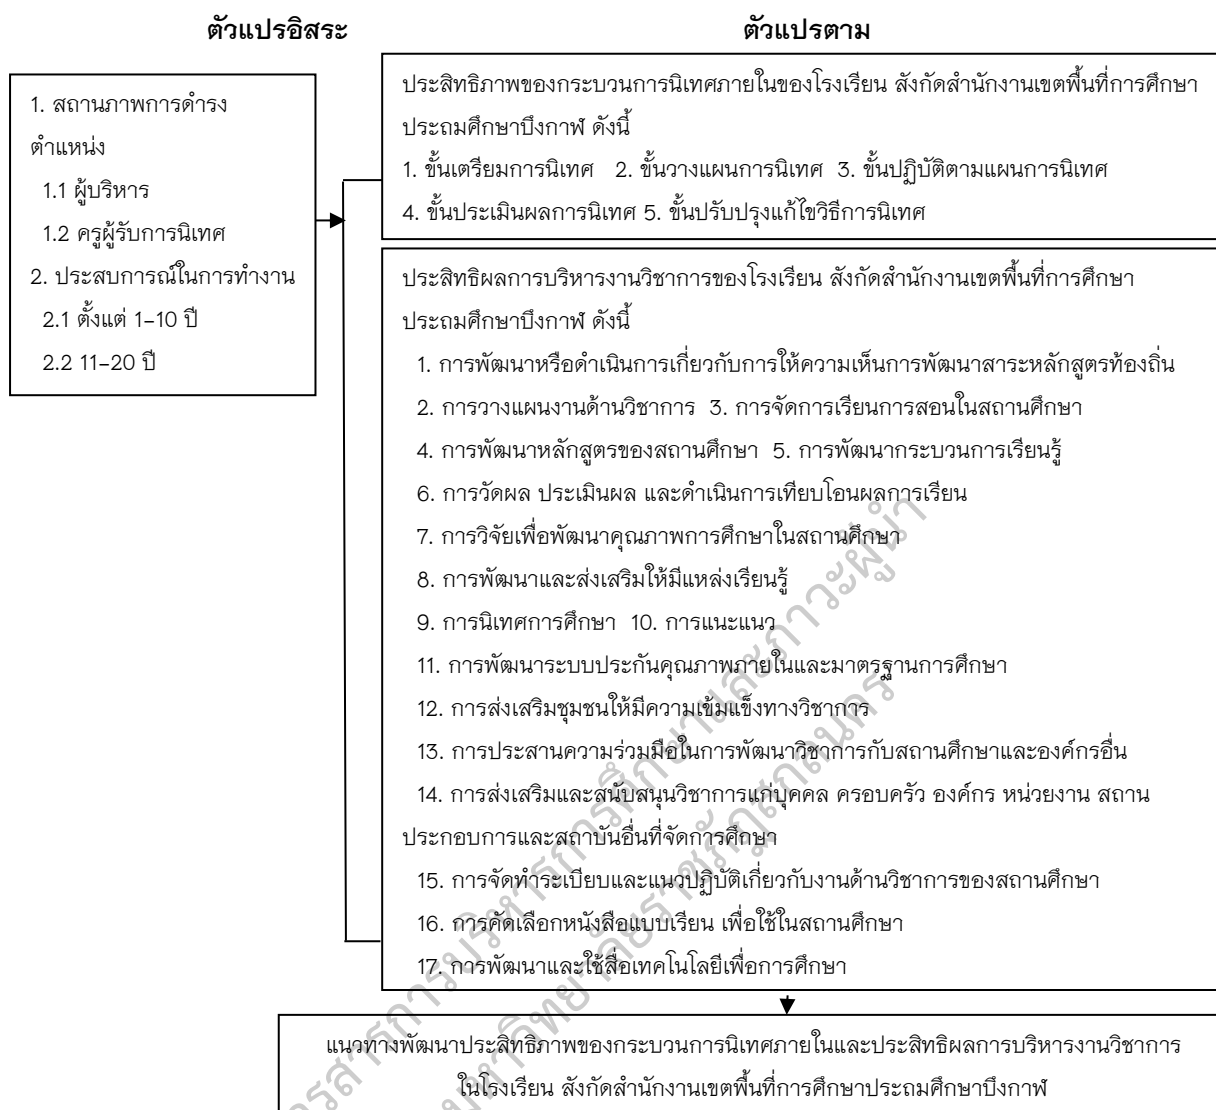 ตัวแปรอิสระ
ตัวแปรตาม
1. สถานภาพการดำรง
ตำแหน่ง
1.1 ผู้บริหาร
1.2 ครูผู้รับการนิเทศ
2. ประสบการณ์ในการทำงาน
2.1 ตั้งแต่ 1–10 ปี
2.2 11–20 ปี
ประสิทธิภาพของกระบวนการนิเทศภายในของโรงเรียน สังกัดสำนักงานเขตพื้นที่การศึกษา
ประถมศึกษาบึงกาฬ ดังนี้
1. ขั้นเตรียมการนิเทศ 2. ขั้นวางแผนการนิเทศ 3. ขั้นปฏิบัติตามแผนการนิเทศ
4. ขั้นประเมินผลการนิเทศ 5. ขั้นปรับปรุงแก้ไขวิธีการนิเทศ
ประสิทธิผลการบริหารงานวิชาการของโรงเรียน สังกัดสำนักงานเขตพื้นที่การศึกษา
ประถมศึกษาบึงกาฬ ดังนี้
1. การพัฒนาหรือดำเนินการเกี่ยวกับการให้ความเห็นการพัฒนาสาระหลักสูตรท้องถิ่น
2. การวางแผนงานด้านวิชาการ 3. การจัดการเรียนการสอนในสถานศึกษา
4. การพัฒนาหลักสูตรของสถานศึกษา 5. การพัฒนากระบวนการเรียนรู้
6. การวัดผล ประเมินผล และดำเนินการเทียบโอนผลการเรียน
7. การวิจัยเพื่อพัฒนาคุณภาพการศึกษาในสถานศึกษา
8. การพัฒนาและส่งเสริมให้มีแหล่งเรียนรู้
9. การนิเทศการศึกษา 10. การแนะแนว
11. การพัฒนาระบบประกันคุณภาพภายในและมาตรฐานการศึกษา
12. การส่งเสริมชุมชนให้มีความเข้มแข็งทางวิชาการ
13. การประสานความร่วมมือในการพัฒนาวิชาการกับสถานศึกษาและองค์กรอื่น
14. การส่งเสริมและสนับสนุนวิชาการแก่บุคคล ครอบครัว องค์กร หน่วยงาน สถาน
ประกอบการและสถาบันอื่นที่จัดการศึกษา
15. การจัดทำระเบียบและแนวปฏิบัติเกี่ยวกับงานด้านวิชาการของสถานศึกษา
16. การคัดเลือกหนังสือแบบเรียน เพื่อใช้ในสถานศึกษา
17. การพัฒนาและใช้สื่อเทคโนโลยีเพื่อการศึกษา
แนวทางพัฒนาประสิทธิภาพของกระบวนการนิเทศภายในและประสิทธิผลการบริหารงานวิชาการ
ในโรงเรียน สังกัดสำนักงานเขตพื้นที่การศึกษาประถมศึกษาบึงกาฬ
ารสารการบริหารการศึกษาและภาวะผู้นำ
มหาวิทยาลัยราชภัฏสกลนคร